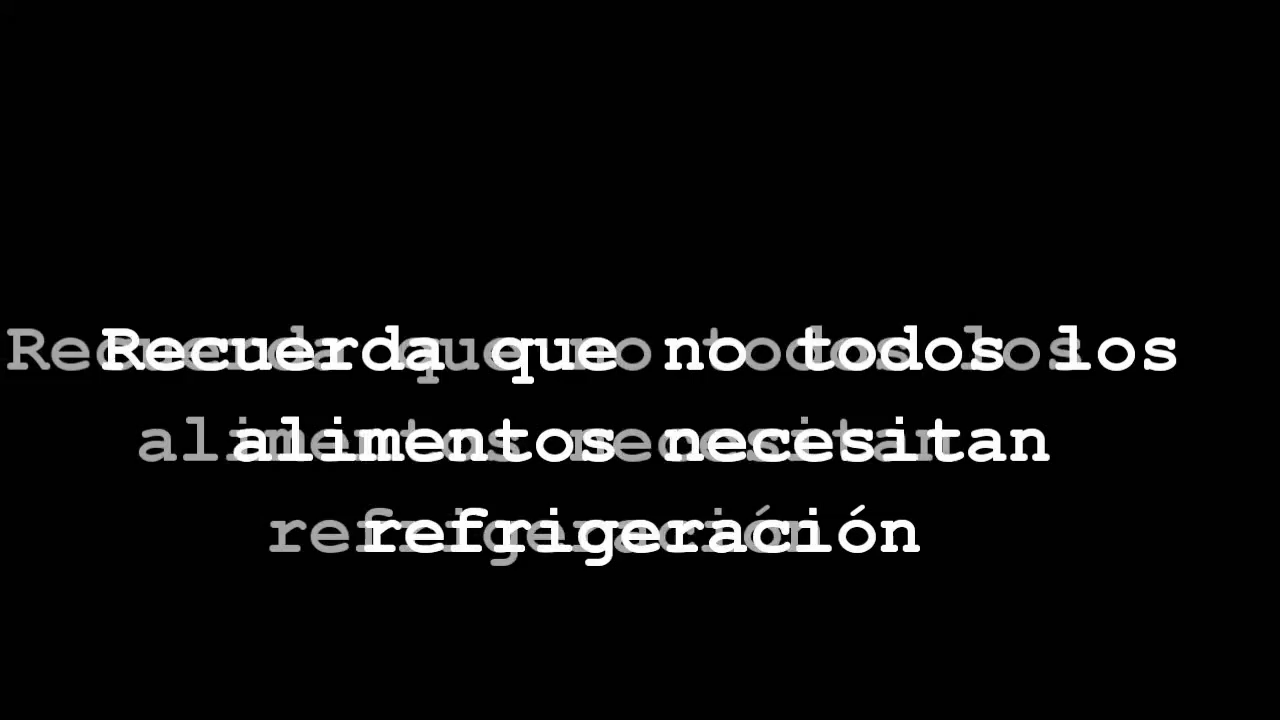 Recuerda que no todos los
alimentos necesitan
refrigeración